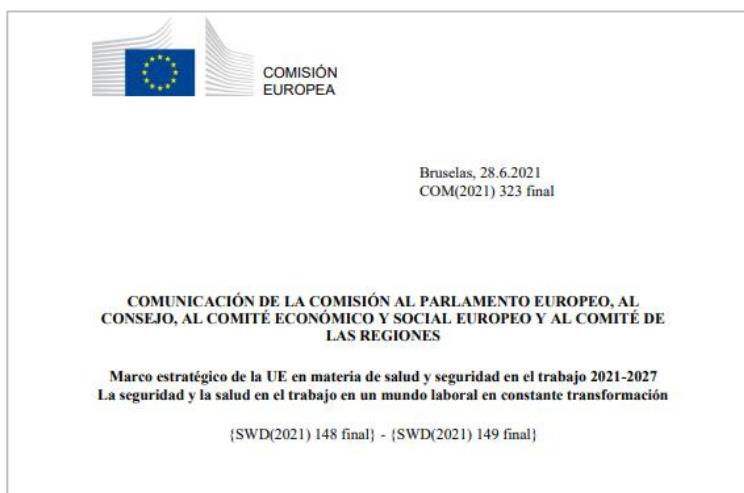 COMISIÓN
EUROPEA
Bruselas, 28.6.2021
COM(2021) 323 final
COMUNICACIÓN DE LA COMISIÓN AL PARLAMENTO EUROPEO, AL
CONSEJO, AL COMITÉ ECONÓMICO Y SOCIAL EUROPEO Y AL COMITÉ DE
LAS REGIONES
Marco estratégico de la UE en materia de salud y seguridad en el trabajo 2021-2027
La seguridad y la salud en el trabajo en un mundo laboral en constante transformación
{SWD(2021) 148 final} - {SWD(2021) 149 final}